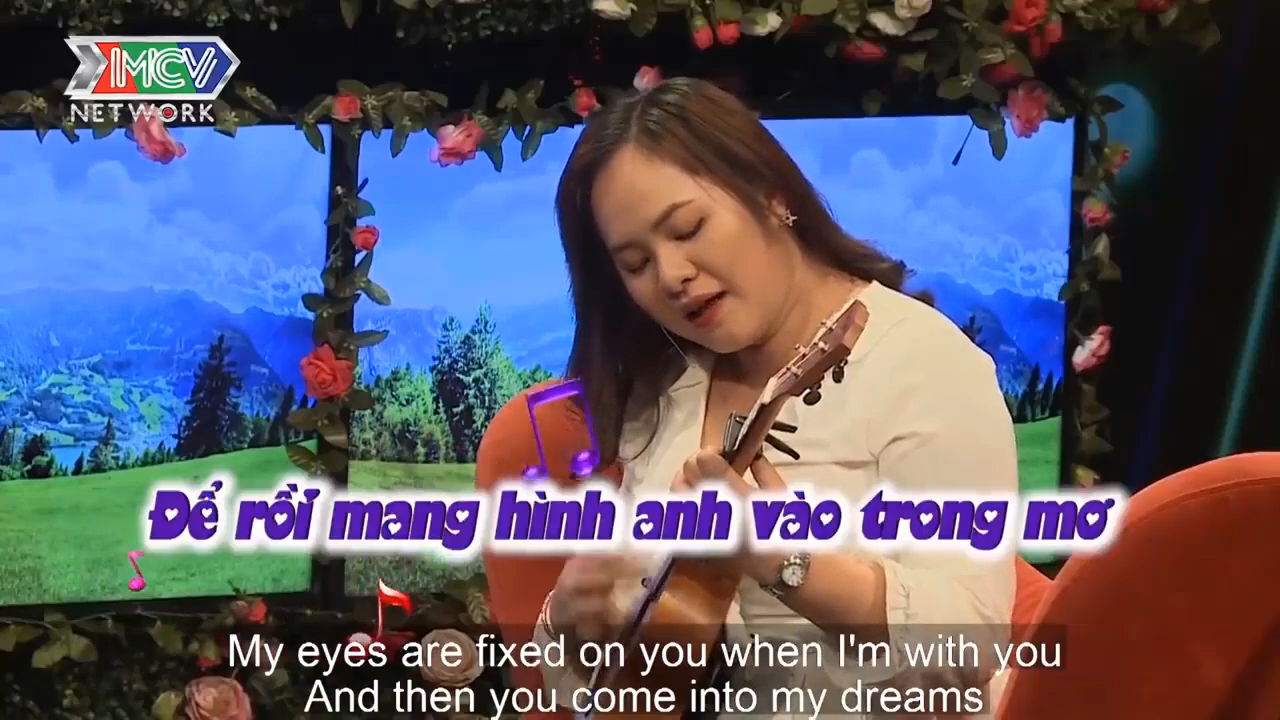 MCV
NETWORK
Để rồi mang hình anh vào trong mơ
My eyes are fixed on you when I'm with you
And then you come into my dreams